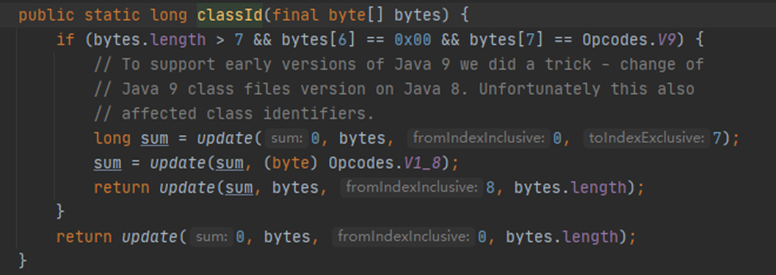 public static long classId(final byte[] bytes) {
    if (bytes.length > 7 && bytes[6] == 0x00 && bytes[7] == Opcodes.V9) {
        // To support early versions of Java 9 we did a trick - change of
        // Java 9 class files version on Java 8. Unfortunately this also
        // affected class identifiers.
        long sum = update( sum: 0, bytes, fromIndexInclusive: 0, toIndexExclusive: 7);
        sum = update(sum, (byte) Opcodes.V1_8);
        return update(sum, bytes, fromIndexInclusive: 8, bytes.length);
    }
    return update( sum: 0, bytes, fromIndexInclusive: 0, bytes.length);
}